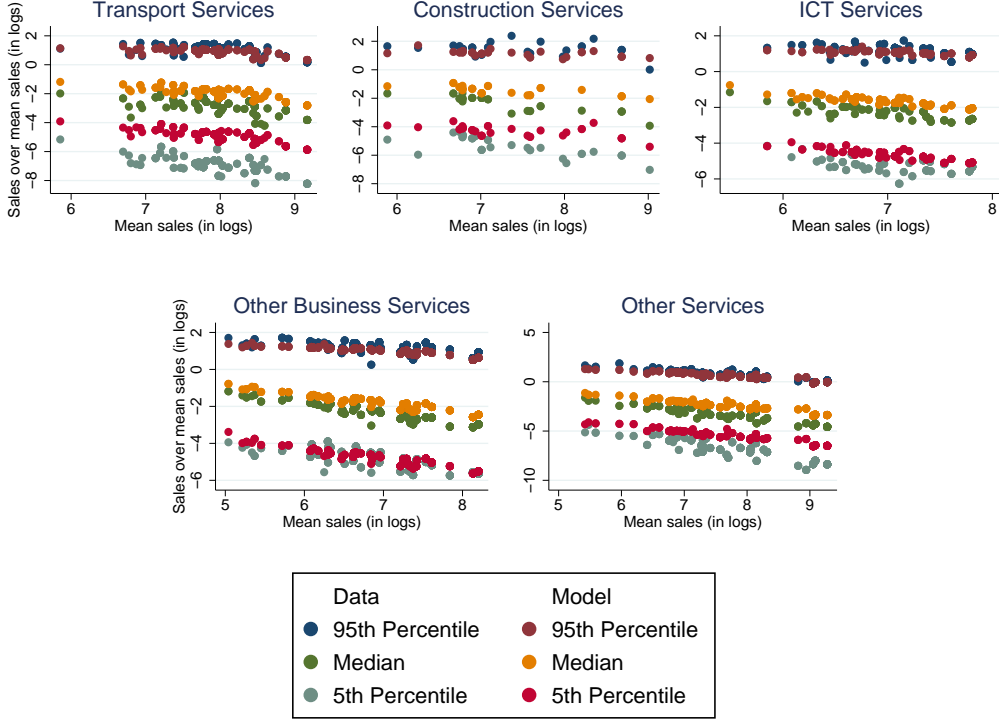 Transport Services
Construction Services
ICT Services
Sales over mean sales (in logs)
2
0
−2
−4
−6
−8
6
7
8
9
Mean sales (in logs)
2
0
−2
−4
−6
−8
6
7
8
9
Mean sales (in logs)
2
0
−2
−4
−6
6
7
8
Mean sales (in logs)
Other Business Services
Other Services
Sales over mean sales (in logs)
2
0
−2
−4
−6
5
6
7
8
Mean sales (in logs)
5
0
−5
−10
5
6
7
8
9
Mean sales (in logs)
Data Model
95th Percentile 95th Percentile
Median Median
5th Percentile 5th Percentile